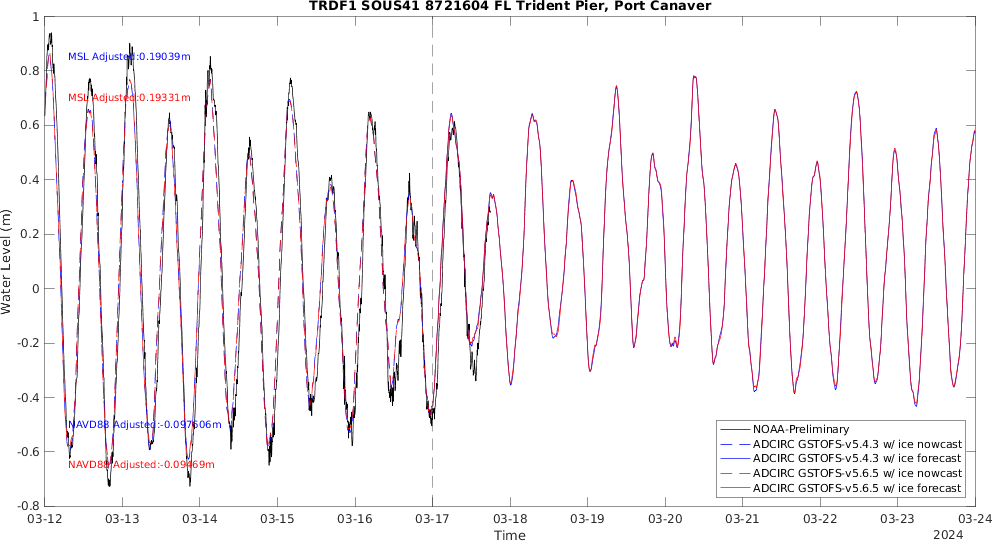 TRDF1 SOUS41 8721604 FL Trident Pier, Port Canaver
1
0.8
0.6
0.4
0.2
0
-0.2
-0.4
-0.6
-0.8
Water Level (m)
MSL Adjusted:0.19039m
MSL Adjusted:0.19331m
NAVD88 Adjusted:-0.097606m
NAVD88 Adjusted:-0.09469m
NOAA-Preliminary
ADCIRC GSTOFS-v5.4.3 w/ ice nowcast
ADCIRC GSTOFS-v5.4.3 w/ ice forecast
ADCIRC GSTOFS-v5.6.5 w/ ice nowcast
ADCIRC GSTOFS-v5.6.5 w/ ice forecast
03-12 03-13 03-14 03-15 03-16 03-17 03-18 03-19 03-20 03-21 03-22 03-23 03-24
Time
2024